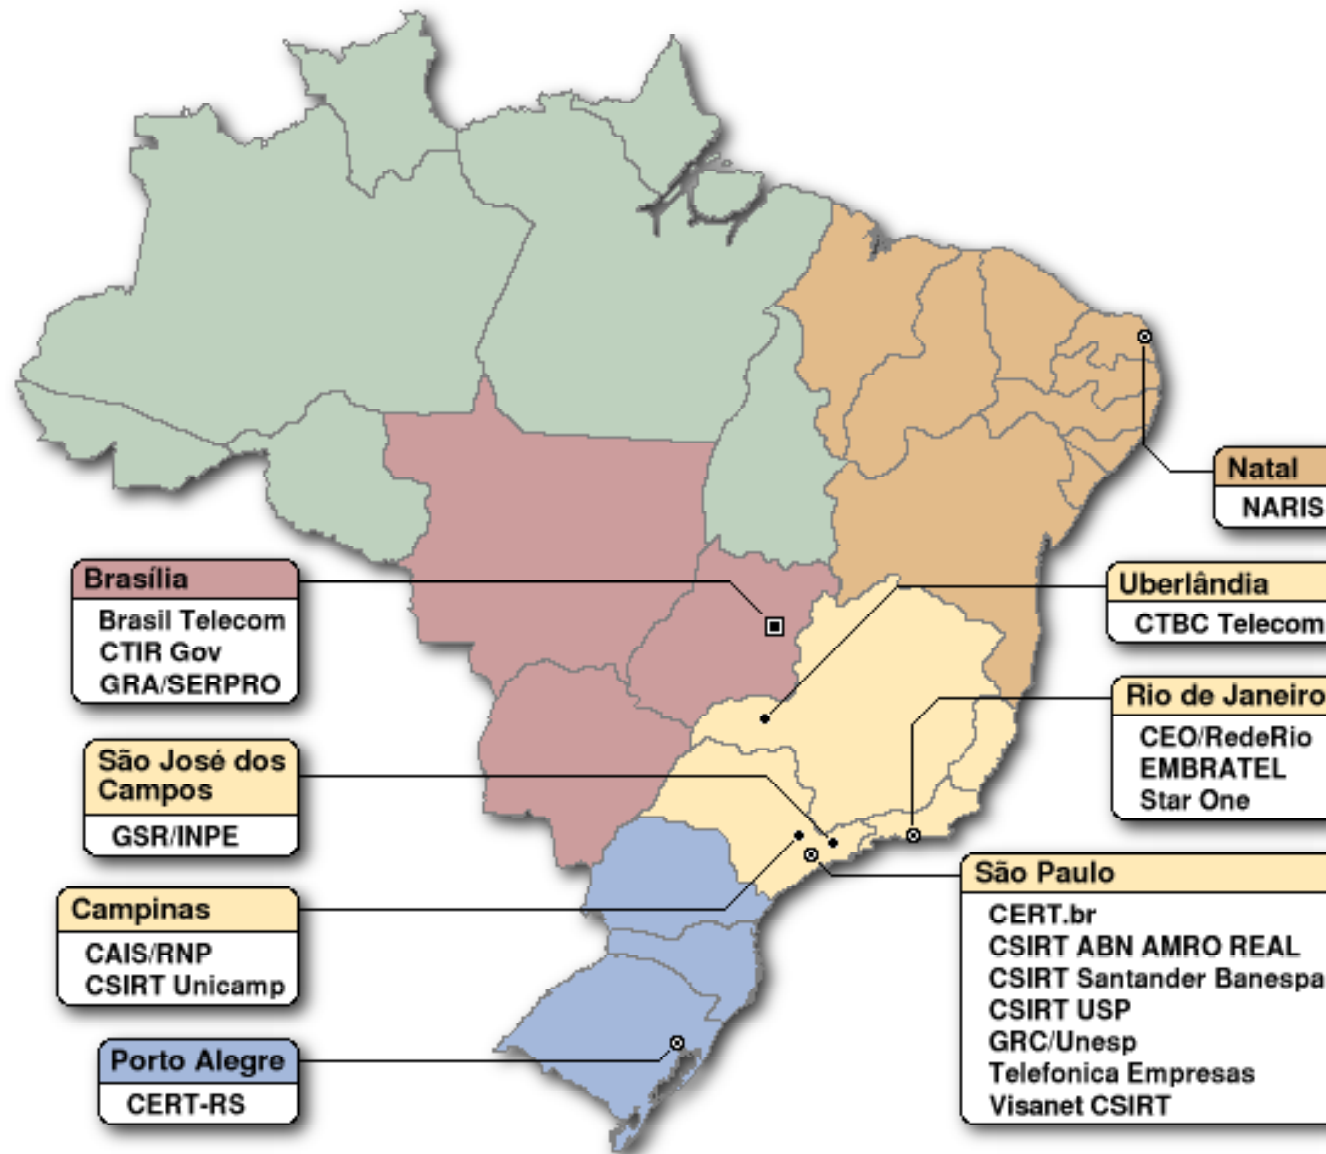 Natal
NARIS
Brasília
Brasil Telecom
CTIR Gov
GRA/SERPRO
Uberlândia
CTBC Telecom
Rio de Janeiro
CEO/RedeRio
EMBRATEL
Star One
São José dos
Campos
GSR/INPE
São Paulo
CERT.br
CSIRT ABN AMRO REAL
CSIRT Santander Banespa
CSIRT USP
GRC/Unesp
Telefonica Empresas
Visanet CSIRT
Campinas
CAIS/RNP
CSIRT Unicamp
Porto Alegre
CERT-RS